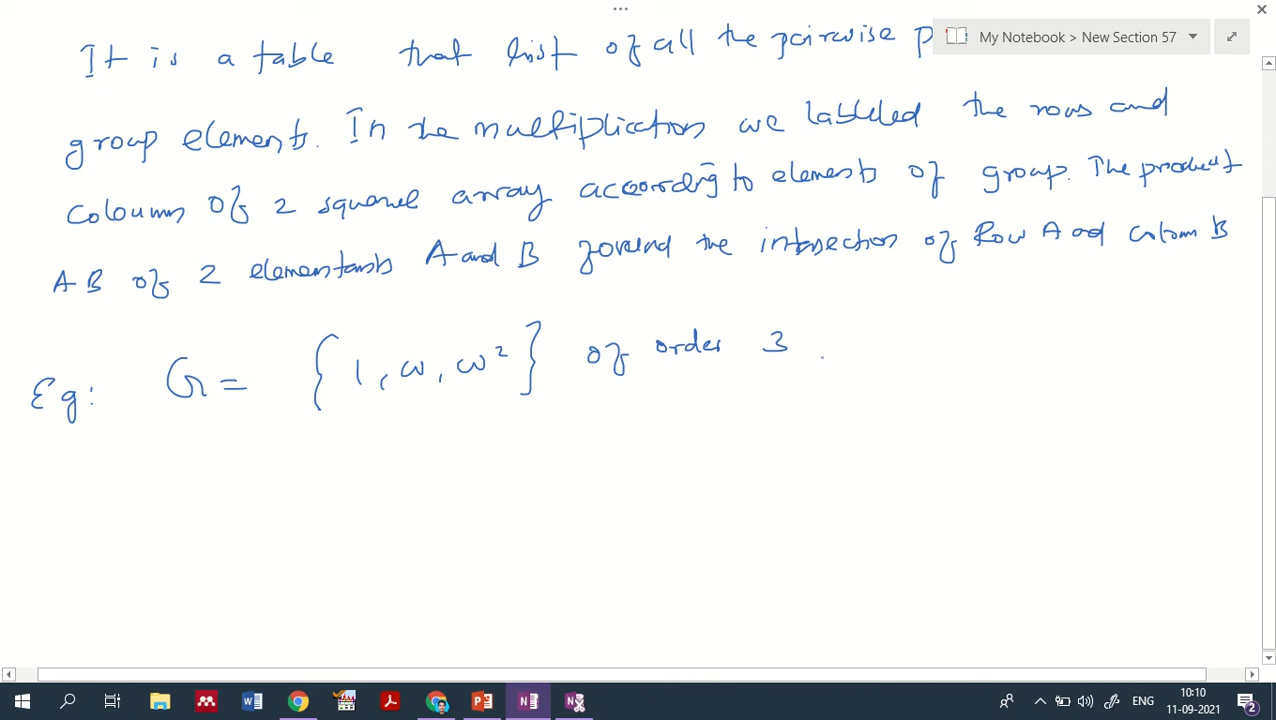 It is a table that list of all the pairwise p
My Notebook > New Section 57
group elements. In the multiplication we labeled the rows and
coloumn of 2 squared array according to elements of group. The product
AB of 2 elementants A and B found the intersection of Row A and column B
Eg: G = { 1, ω, ω² } of order 3
ENG
10:10
11-09-2021
2